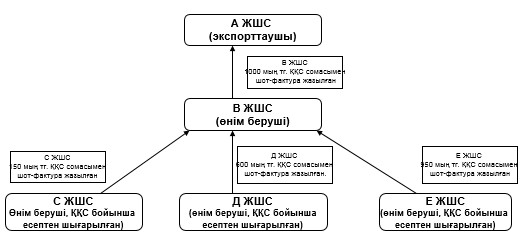 А ЖШС
(экспорттаушы)
В ЖШС
1000 мың тг. ҚҚС сомасымен
шот-фактура жазылған
В ЖШС
(өнім беруші)
С ЖШС
150 мың тг. ҚҚС сомасымен
шот-фактура жазылған
Д ЖШС
600 мың тг. ҚҚС сомасымен
шот-фактура жазылған.
Е ЖШС
950 мың тг. ҚҚС сомасымен
шот-фактура жазылған
С ЖШС
Өнім беруші, ҚҚС бойынша
есептен шығарылған)
Д ЖШС
(өнім беруші, ҚҚС бойынша
есептен шығарылған)
Е ЖШС
(өнім беруші, ҚҚС бойынша
есептен шығарылған)